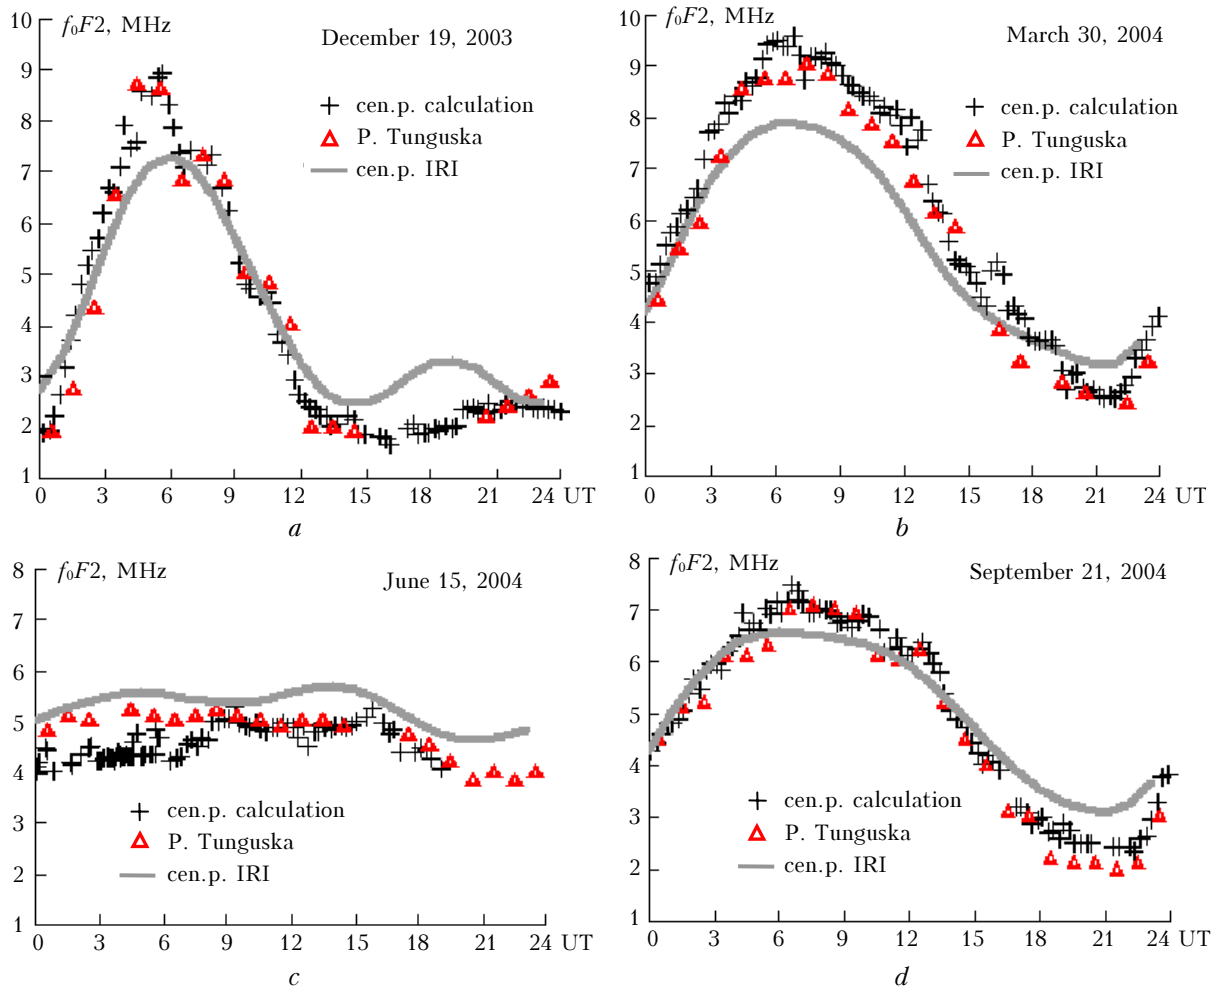 f₀F2, MHz
December 19, 2003
cen.p. calculation
P. Tunguska
cen.p. IRI
10
9
8
7
6
5
4
3
2
1
0 3 6 9 12 15 18 21 24 UT
a
f₀F2, MHz
March 30, 2004
cen.p. calculation
P. Tunguska
cen.p. IRI
10
9
8
7
6
5
4
3
2
1
0 3 6 9 12 15 18 21 24 UT
b
f₀F2, MHz
June 15, 2004
8
7
6
5
4
3
2
1
cen.p. calculation
P. Tunguska
cen.p. IRI
0 3 6 9 12 15 18 21 24 UT
c
f₀F2, MHz
September 21, 2004
8
7
6
5
4
3
2
1
cen.p. calculation
P. Tunguska
cen.p. IRI
0 3 6 9 12 15 18 21 24 UT
d